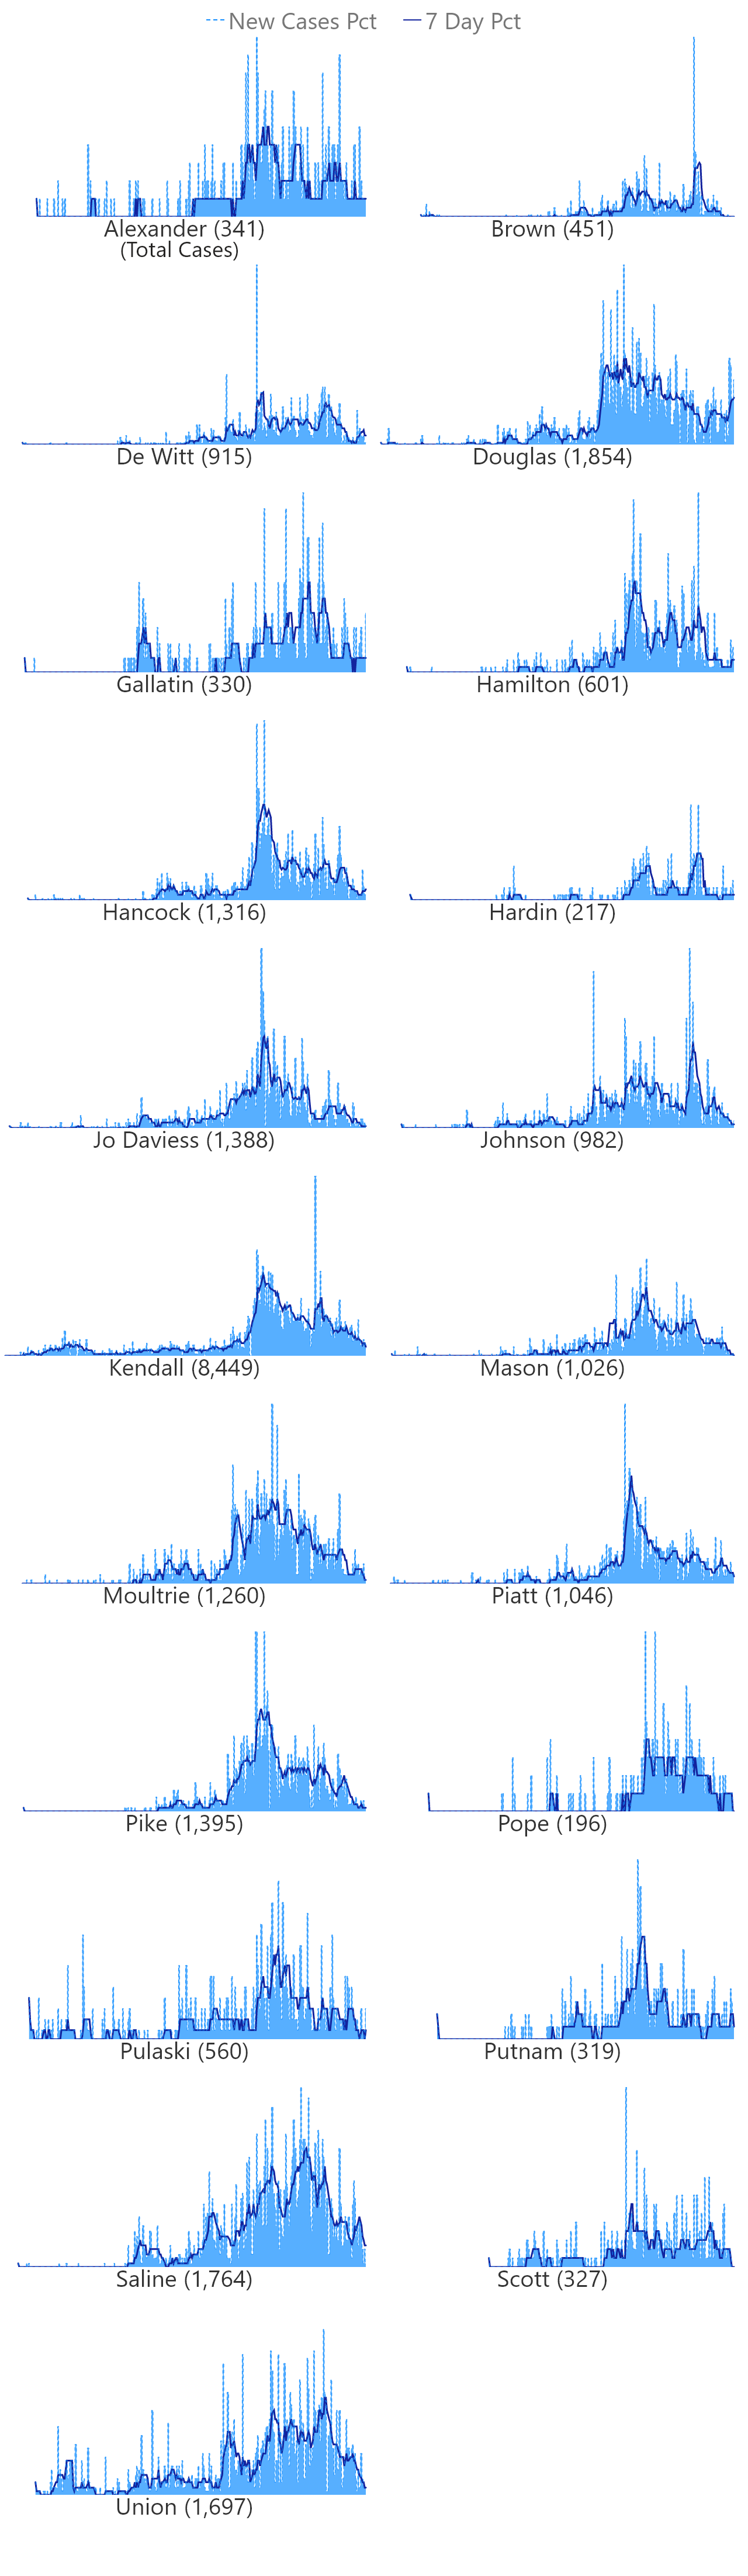 New Cases Pct 7 Day Pct
Alexander (341) Brown (451)
(Total Cases)
De Witt (915) Douglas (1,854)
Gallatin (330) Hamilton (601)
Hancock (1,316) Hardin (217)
Jo Daviess (1,388) Johnson (982)
Kendall (8,449) Mason (1,026)
Moultrie (1,260) Piatt (1,046)
Pike (1,395) Pope (196)
Pulaski (560) Putnam (319)
Saline (1,764) Scott (327)
Union (1,697)